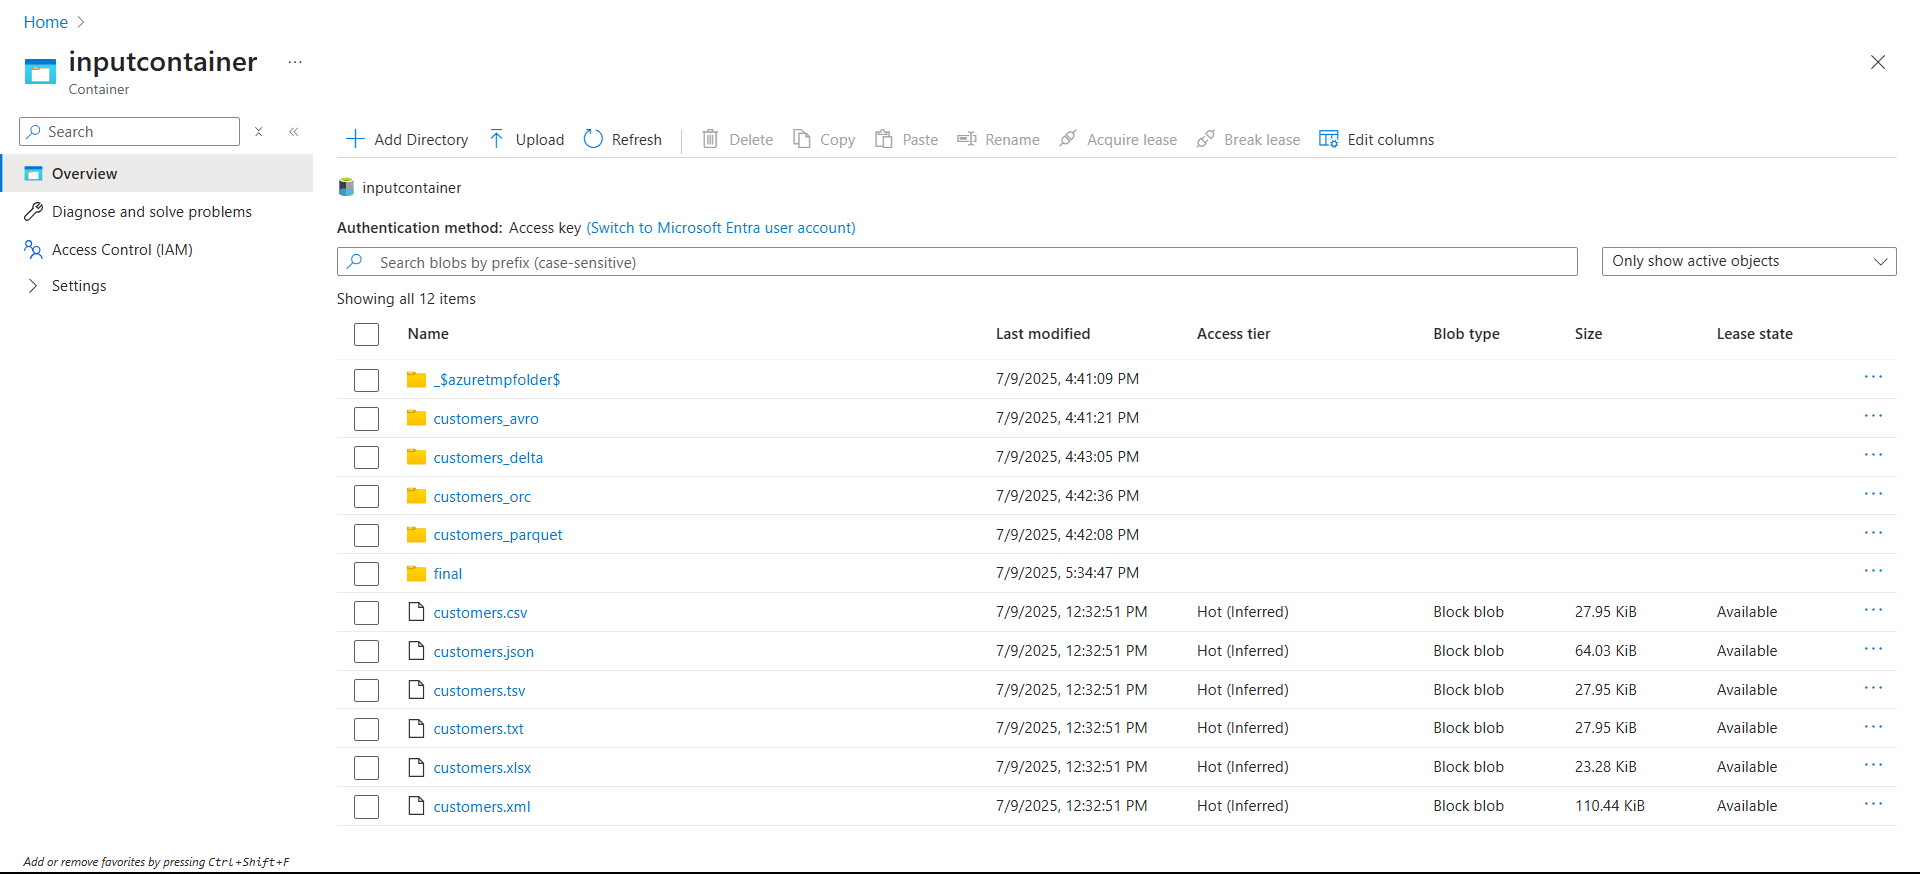 Home
inputcontainer ...
Container
Search
Add Directory Upload Refresh Delete Copy Paste Rename Acquire lease Break lease Edit columns
Overview
Diagnose and solve problems
Access Control (IAM)
Settings
inputcontainer
Authentication method: Access key (Switch to Microsoft Entra user account)
Search blobs by prefix (case-sensitive) Only show active objects
Showing all 12 items
Name Last modified Access tier Blob type Size Lease state
_$azuretmpfolder$ 7/9/2025, 4:41:09 PM ...
customers_avro 7/9/2025, 4:41:21 PM ...
customers_delta 7/9/2025, 4:43:05 PM ...
customers_orc 7/9/2025, 4:42:36 PM ...
customers_parquet 7/9/2025, 4:42:08 PM ...
final 7/9/2025, 5:34:47 PM ...
customers.csv 7/9/2025, 12:32:51 PM Hot (Inferred) Block blob 27.95 KiB Available ...
customers.json 7/9/2025, 12:32:51 PM Hot (Inferred) Block blob 64.03 KiB Available ...
customers.tsv 7/9/2025, 12:32:51 PM Hot (Inferred) Block blob 27.95 KiB Available ...
customers.txt 7/9/2025, 12:32:51 PM Hot (Inferred) Block blob 27.95 KiB Available ...
customers.xlsx 7/9/2025, 12:32:51 PM Hot (Inferred) Block blob 23.28 KiB Available ...
customers.xml 7/9/2025, 12:32:51 PM Hot (Inferred) Block blob 110.44 KiB Available ...
Add or remove favorites by pressing Ctrl+Shift+F